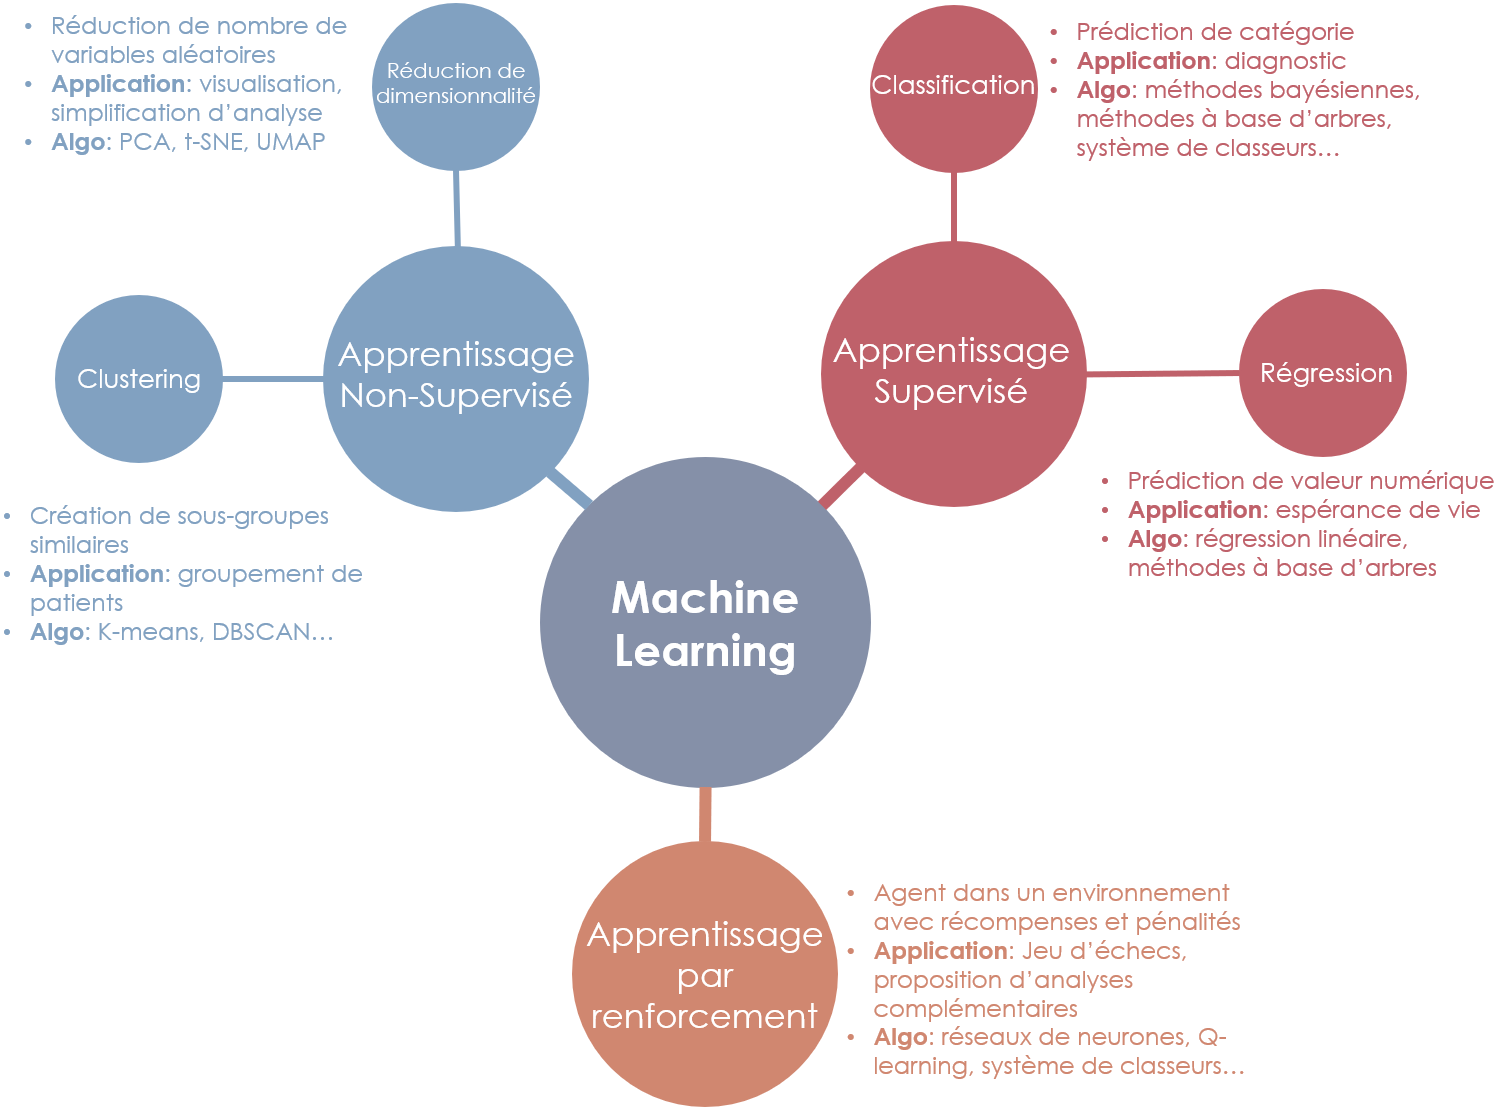 • Réduction de nombre de
variables aléatoires
• Application: visualisation,
simplification d’analyse
• Algo: PCA, t-SNE, UMAP
Réduction de
dimensionnalité
Classification
• Prédiction de catégorie
• Application: diagnostic
• Algo: méthodes bayésiennes,
méthodes à base d’arbres,
système de classeurs…
Clustering
Apprentissage
Non-Supervisé
Apprentissage
Supervisé
Régression
• Création de sous-groupes
similaires
• Application: groupement de
patients
• Algo: K-means, DBSCAN…
• Prédiction de valeur numérique
• Application: espérance de vie
• Algo: régression linéaire,
méthodes à base d’arbres
Machine
Learning
Apprentissage
par
renforcement
• Agent dans un environnement
avec récompenses et pénalités
• Application: Jeu d’échecs,
proposition d’analyses
complémentaires
• Algo: réseaux de neurones, Q-
learning, système de classeurs…